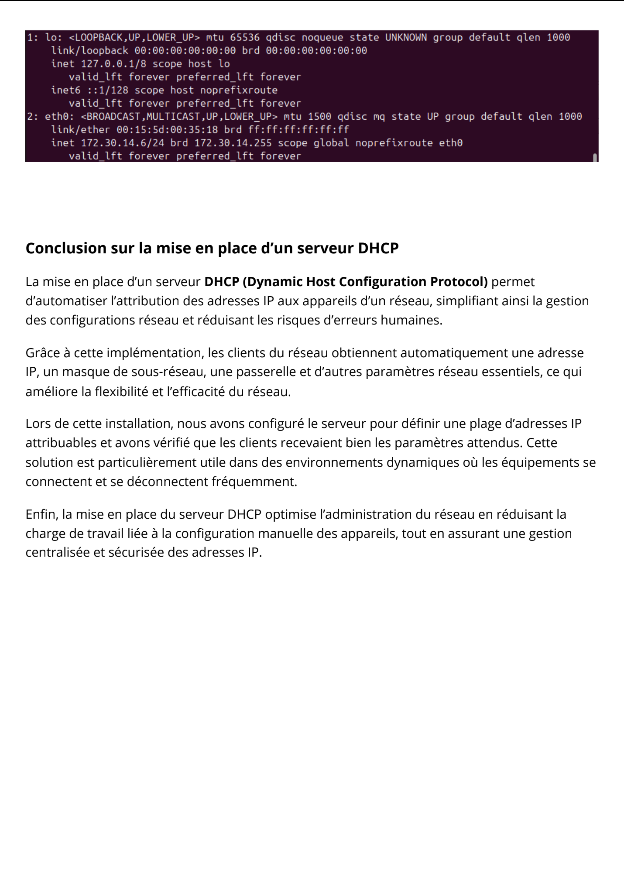 1: lo: <LOOPBACK,UP,LOWER_UP> mtu 65536 qdisc noqueue state UNKNOWN group default qlen 1000
link/loopback 00:00:00:00:00:00 brd 00:00:00:00:00:00
inet 127.0.0.1/8 scope host lo
valid_lft forever preferred_lft forever
inet6 ::1/128 scope host noprefixroute
valid_lft forever preferred_lft forever
2: eth0: <BROADCAST,MULTICAST,UP,LOWER_UP> mtu 1500 qdisc mq state UP group default qlen 1000
link/ether 00:15:5d:00:35:18 brd ff:ff:ff:ff:ff:ff
inet 172.30.14.6/24 brd 172.30.14.255 scope global noprefixroute eth0
valid_lft forever preferred_lft forever
Conclusion sur la mise en place d’un serveur DHCP
La mise en place d’un serveur DHCP (Dynamic Host Configuration Protocol) permet
d’automatiser l’attribution des adresses IP aux appareils d’un réseau, simplifiant ainsi la gestion
des configurations réseau et réduisant les risques d’erreurs humaines.
Grâce à cette implémentation, les clients du réseau obtiennent automatiquement une adresse
IP, un masque de sous-réseau, une passerelle et d’autres paramètres réseau essentiels, ce qui
améliore la flexibilité et l’efficacité du réseau.
Lors de cette installation, nous avons configuré le serveur pour définir une plage d’adresses IP
attribuables et avons vérifié que les clients recevaient bien les paramètres attendus. Cette
solution est particulièrement utile dans des environnements dynamiques où les équipements se
connectent et se déconnectent fréquemment.
Enfin, la mise en place du serveur DHCP optimise l’administration du réseau en réduisant la
charge de travail liée à la configuration manuelle des appareils, tout en assurant une gestion
centralisée et sécurisée des adresses IP.